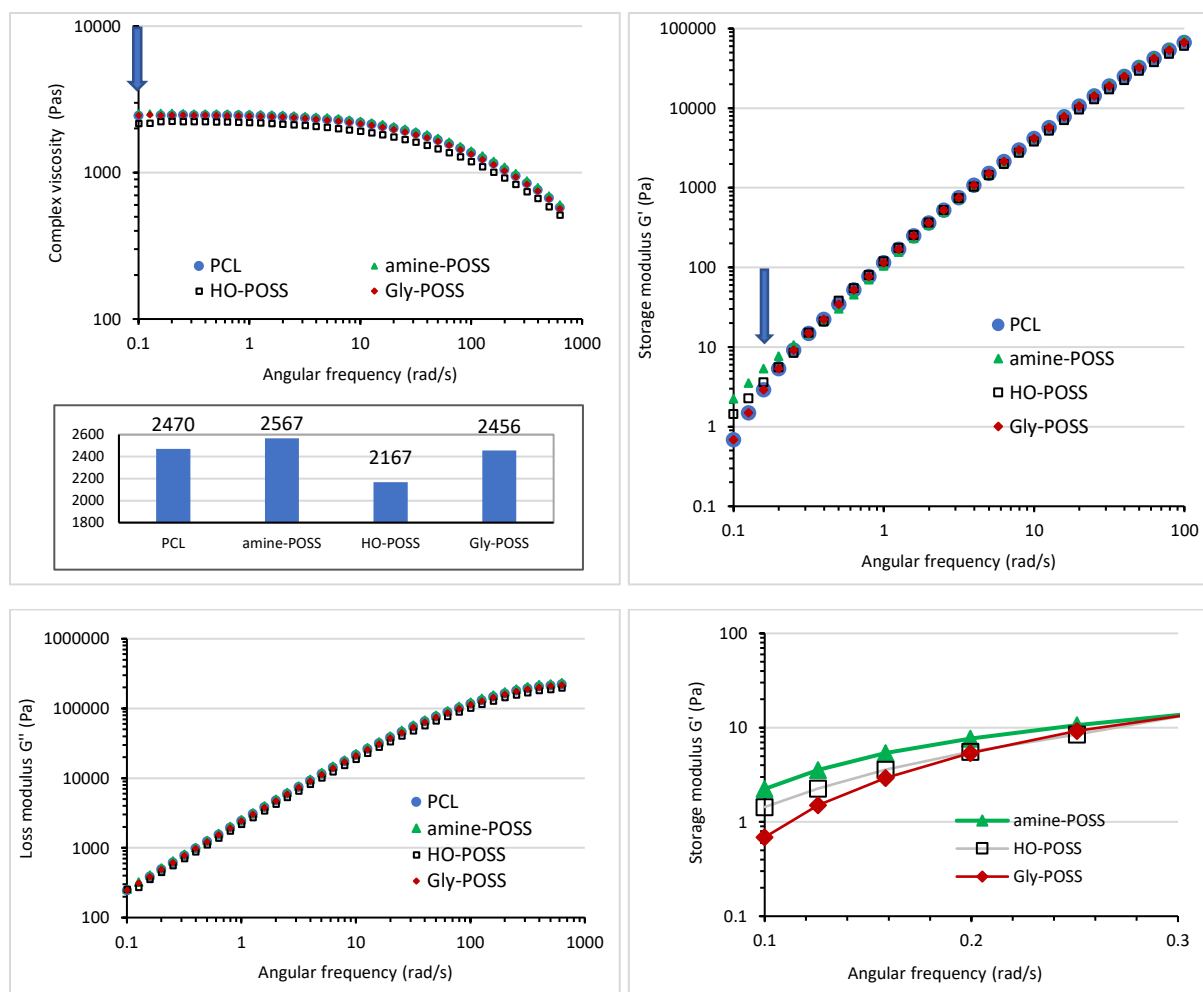 10000
1000
100
Complex viscosity (Pas)
PCL
amine-POSS
HO-POSS
Gly-POSS
0.1
1
10
100
1000
Angular frequency (rad/s)
2600
2400
2200
2000
1800
2470
2567
2167
2456
PCL
amine-POSS
HO-POSS
Gly-POSS
100000
10000
1000
100
10
1
0.1
Storage modulus G' (Pa)
PCL
amine-POSS
HO-POSS
Gly-POSS
0.1
1
10
100
Angular frequency (rad/s)
1000000
100000
10000
1000
100
Loss modulus G'' (Pa)
PCL
amine-POSS
HO-POSS
Gly-POSS
0.1
1
10
100
1000
Angular frequency (rad/s)
100
10
1
0.1
Storage modulus G' (Pa)
amine-POSS
HO-POSS
Gly-POSS
0.1
0.2
0.3
Angular frequency (rad/s)